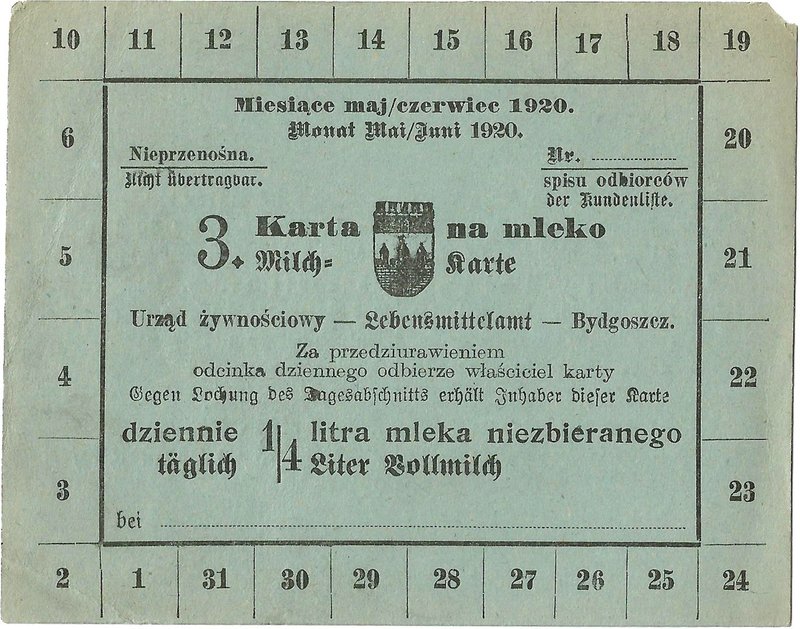 10 11 12 13 14 15 16 17 18 19
Miesiące maj/czerwiec 1920.
Monat Mai/Juni 1920.
6
20
Nieprzenośna.
Nicht übertragbar.
Nr. ....................
spisu odbiorców
der Kundenliste.
3. Karta na mleko
Milch= Karte
5
21
Urząd żywnościowy — Lebensmittelamt — Bydgoszcz.
Za przedziurawieniem
odcinka dziennego odbierze właściciel karty
Gegen Lochung des Tagesabschnitts erhält Inhaber dieser Karte
4
22
dziennie 1/4 litra mleka niezbieranego
täglich Liter Vollmilch
3
23
bei ....................
2 1 31 30 29 28 27 26 25 24